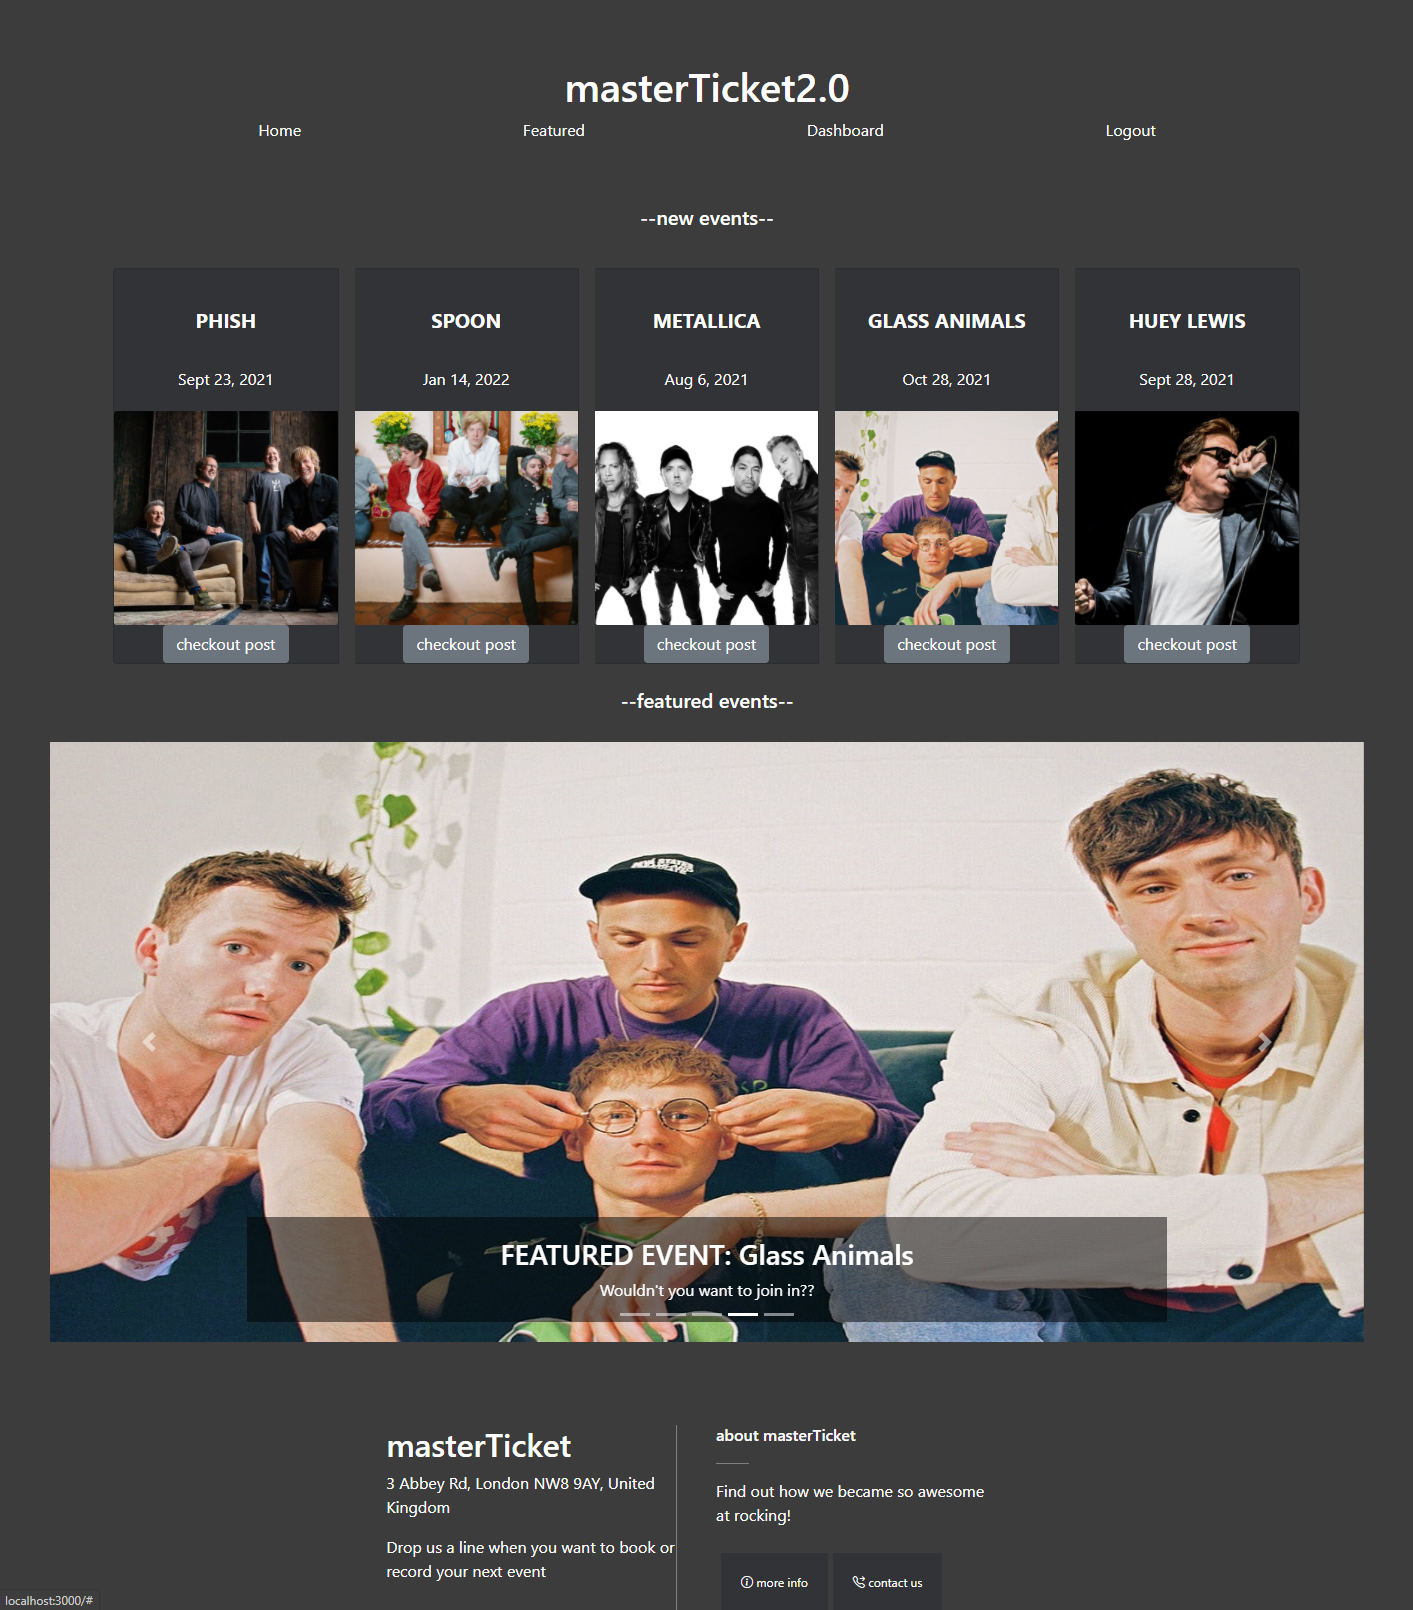 masterTicket2.0
Home Featured Dashboard Logout
--new events--
PHISH SPOON METALLICA GLASS ANIMALS HUEY LEWIS
Sept 23, 2021 Jan 14, 2022 Aug 6, 2021 Oct 28, 2021 Sept 28, 2021
checkout post checkout post checkout post checkout post checkout post
--featured events--
FEATURED EVENT: Glass Animals
Wouldn't you want to join in??
masterTicket
3 Abbey Rd, London NW8 9AY, United
Kingdom
Drop us a line when you want to book or
record your next event
about masterTicket
Find out how we became so awesome
at rocking!
more info contact us
localhost:3000/#